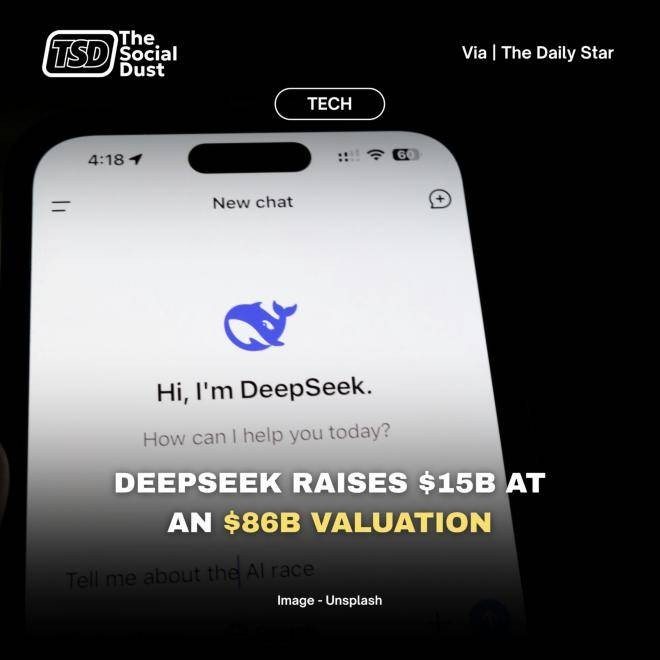 TSD The Social Dust
Via | The Daily Star
TECH
4:18
60
New chat
Hi, I'm DeepSeek.
How can I help you today?
DEEPSEEK RAISES $15B AT
AN $86B VALUATION
Tell me about the AI race
Image - Unsplash